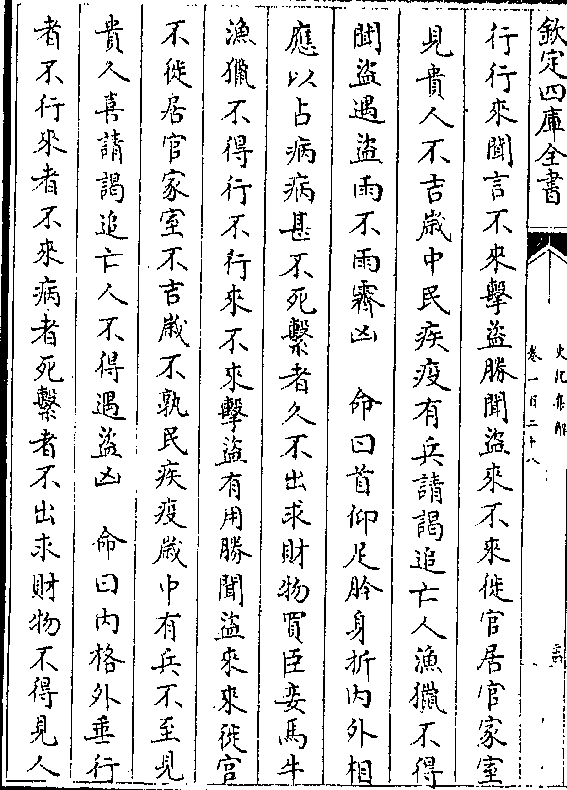 欽定四庫全書
史記集解
卷一百二十八
行行來聞言不來擊盜勝聞盜來不來徙官居官家室
見貴人不吉嵗中民疾疫有兵請謁追亡人漁獵不得
聞盜遇盜雨不雨霽凶　命曰首仰足肣身折内外相
應以占病病甚不死繫者久不出求財物買臣妾馬牛
漁獵不得行不行來不來擊盜有用勝聞盜來來徙官
不徙居官家室不吉嵗不孰民疾疫嵗中有兵不至見
貴人喜請謁追亡人不得遇盜凶　命曰内格外垂行
者不行來者不來病者死繫者不出求財物不得見人